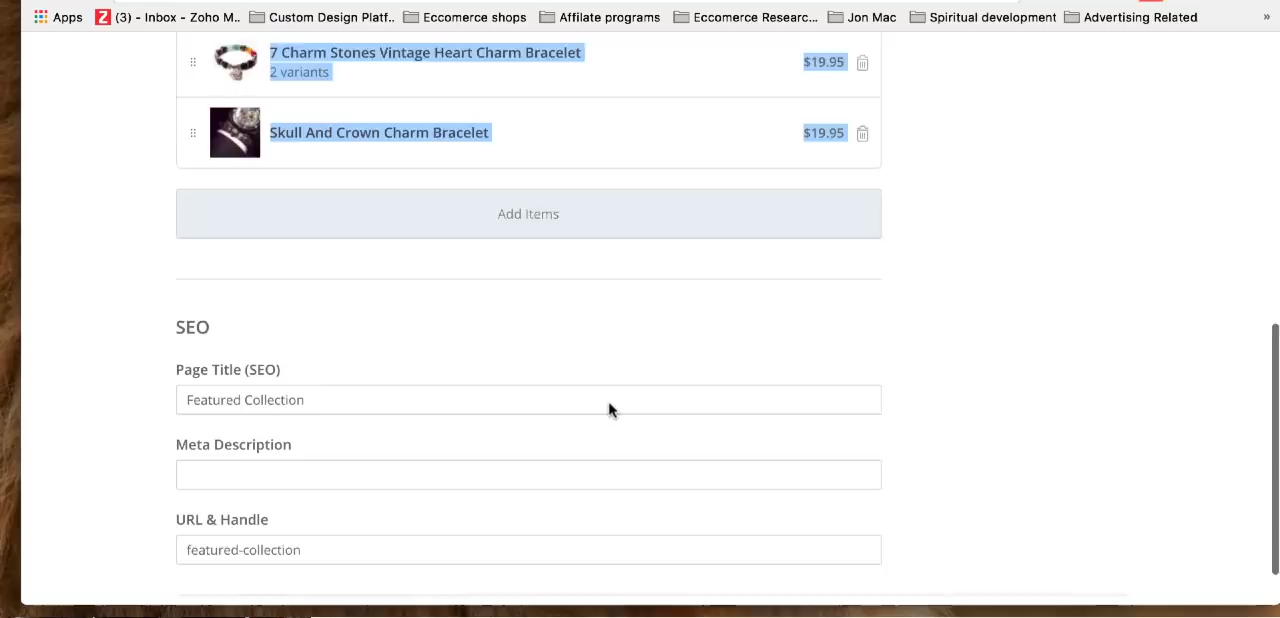 Apps Z (3) - Inbox - Zoho M... Custom Design Platf.. Eccomerce shops Affilate programs Eccomerce Researc... Jon Mac Spiritual development Advertising Related »
7 Charm Stones Vintage Heart Charm Bracelet $19.95
2 variants
Skull And Crown Charm Bracelet $19.95
Add Items
SEO
Page Title (SEO)
Featured Collection
Meta Description
URL & Handle
featured-collection